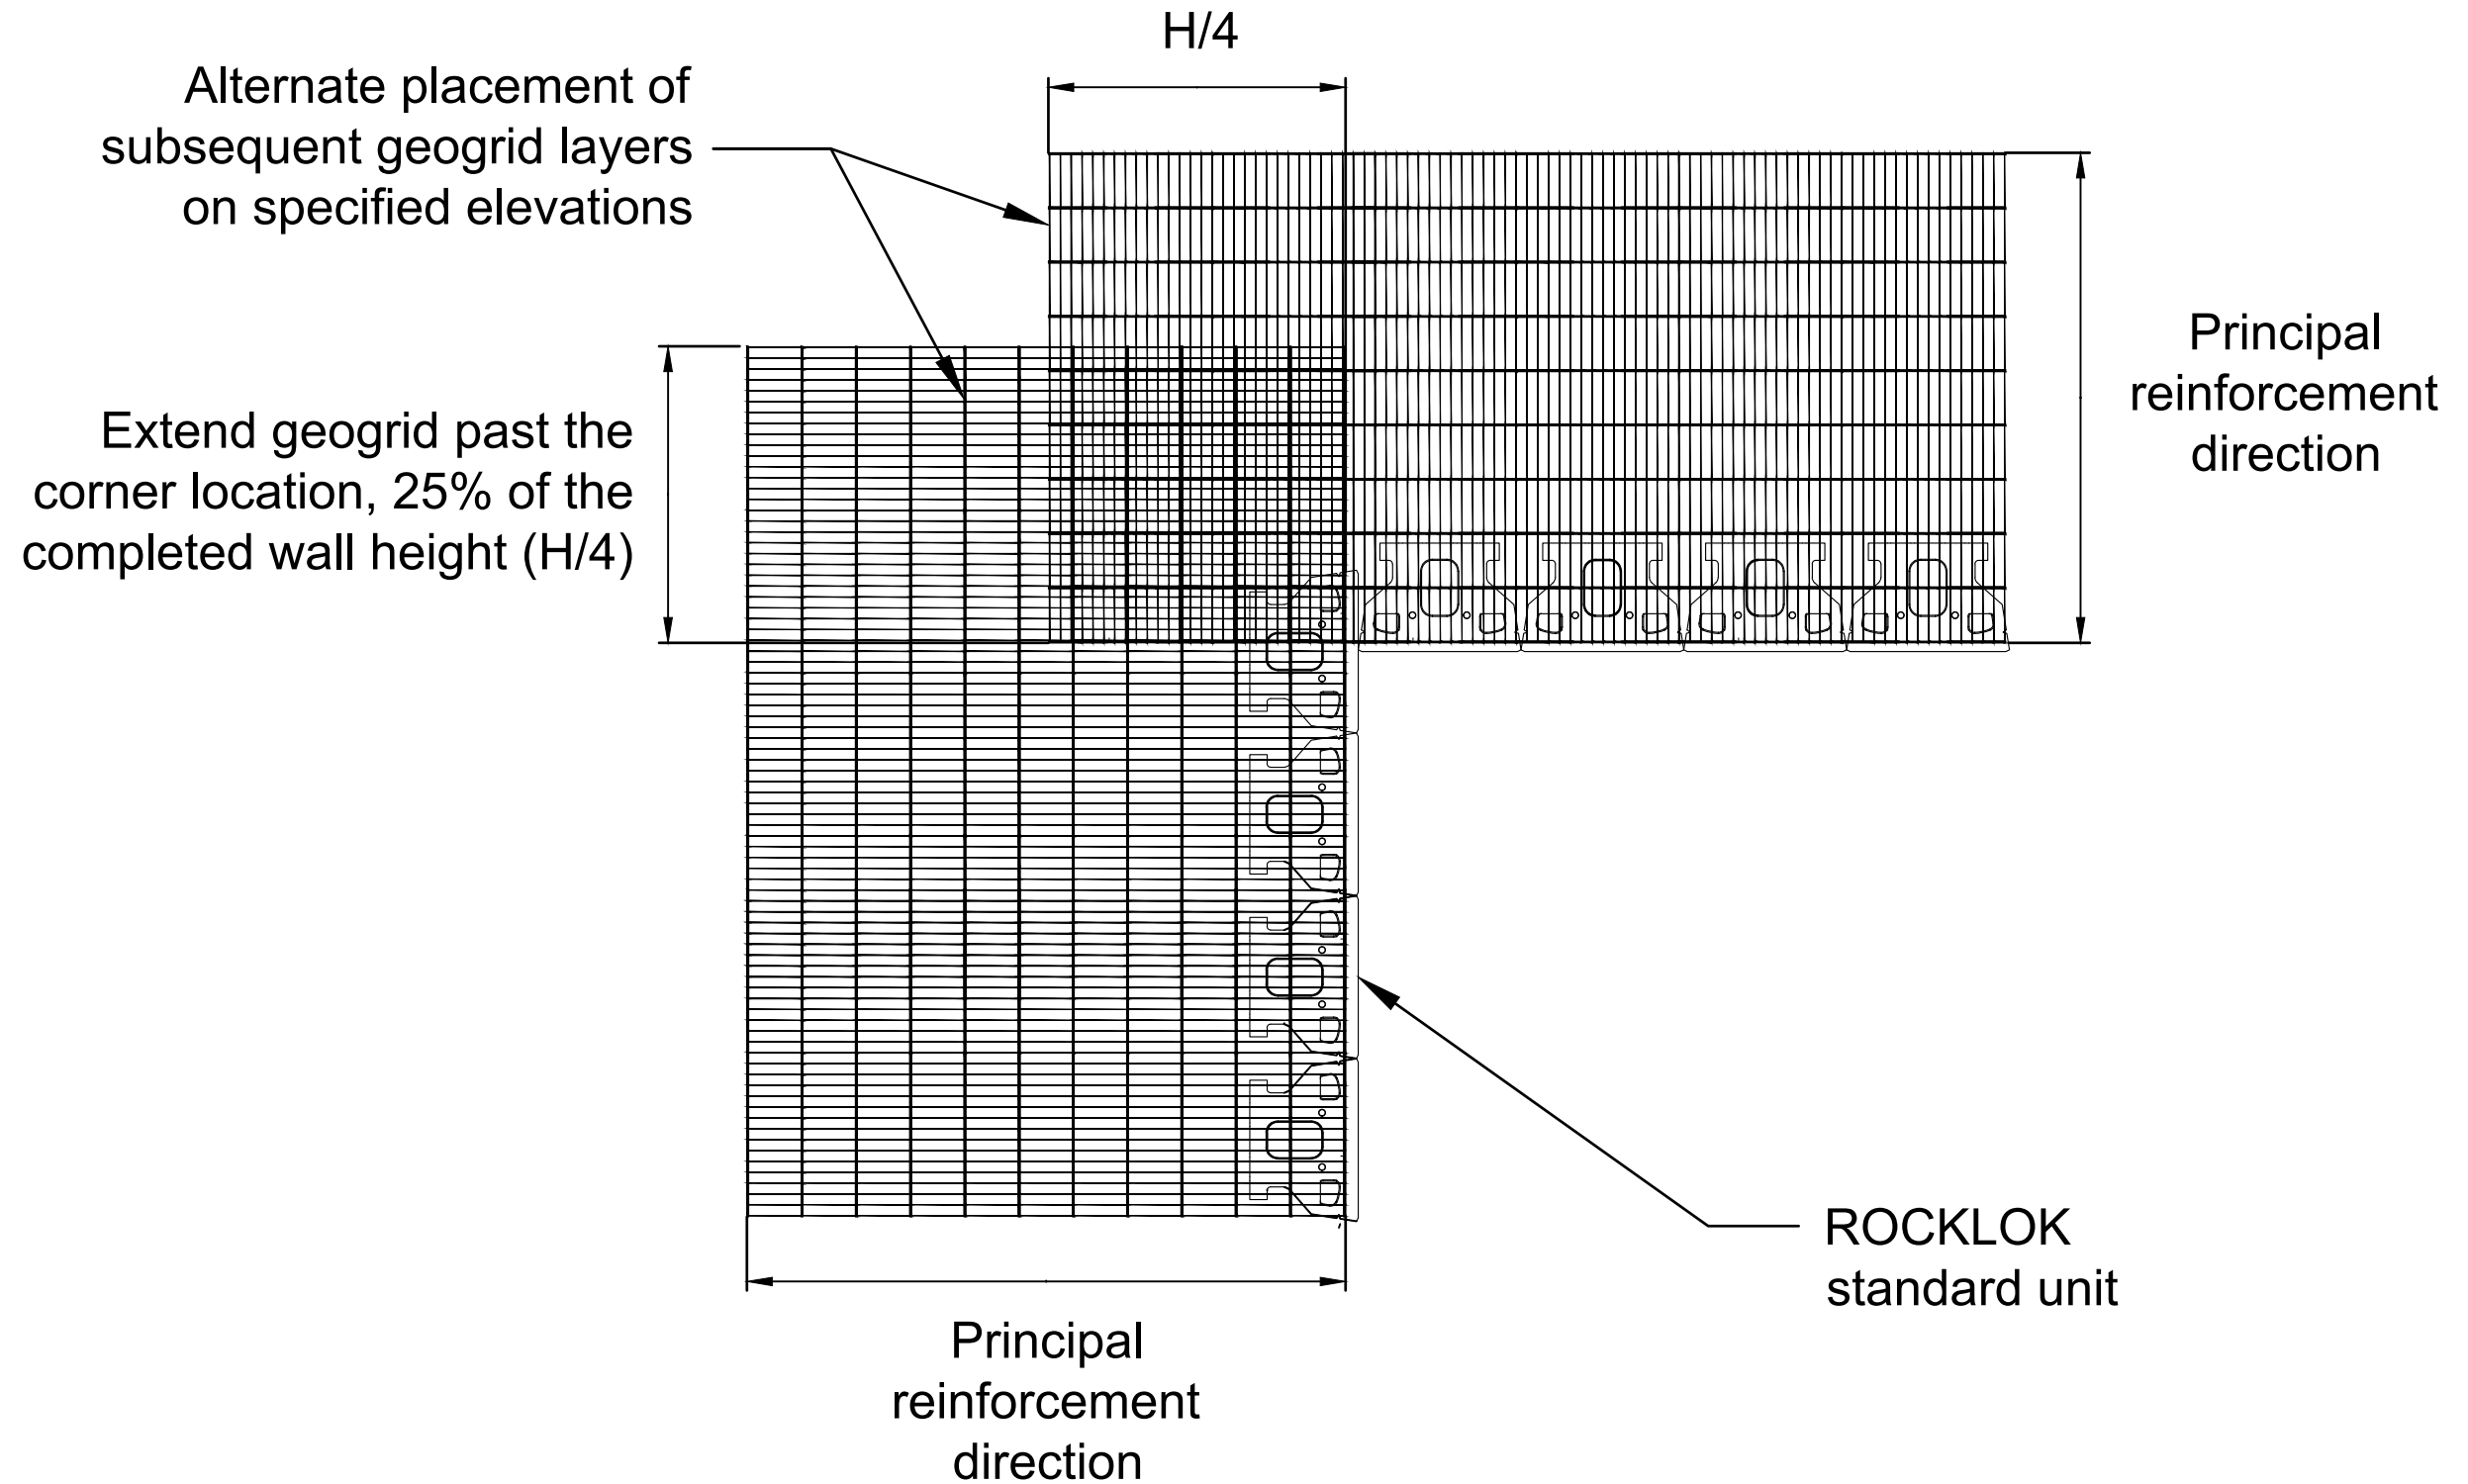 H/4
Alternate placement of
subsequent geogrid layers
on specified elevations
Principal
reinforcement
direction
Extend geogrid past the
corner location, 25% of the
completed wall height (H/4)
ROCKLOK
standard unit
Principal
reinforcement
direction